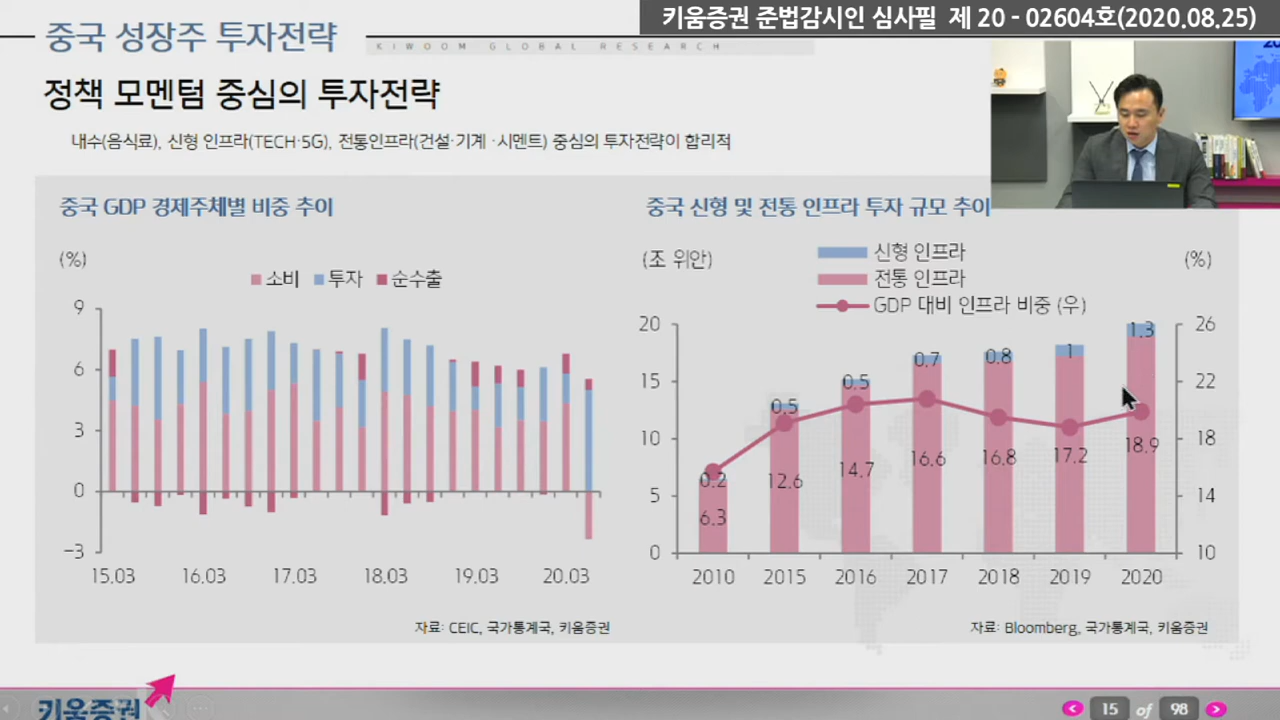 키움증권 준법감시인 심사필 제 20 - 02604호(2020.08.25)
중국 성장주 투자전략
KIWOOM GLOBAL RESEARCH
정책 모멘텀 중심의 투자전략
내수(음식료), 신형 인프라(TECH·5G), 전통인프라(건설·기계 ·시멘트) 중심의 투자전략이 합리적
중국 GDP 경제주체별 비중 추이
(%)
소비 투자 순수출
9
6
3
0
-3
15.03 16.03 17.03 18.03 19.03 20.03
자료: CEIC, 국가통계국, 키움증권
중국 신형 및 전통 인프라 투자 규모 추이
(조 위안)
(%)
신형 인프라
전통 인프라
GDP 대비 인프라 비중 (우)
20
15
10
5
0
26
22
18
14
10
0.2 0.5 0.5 0.7 0.8 1 1.3
6.3 12.6 14.7 16.6 16.8 17.2 18.9
2010 2015 2016 2017 2018 2019 2020
자료: Bloomberg, 국가통계국, 키움증권
키움증권
15 of 98